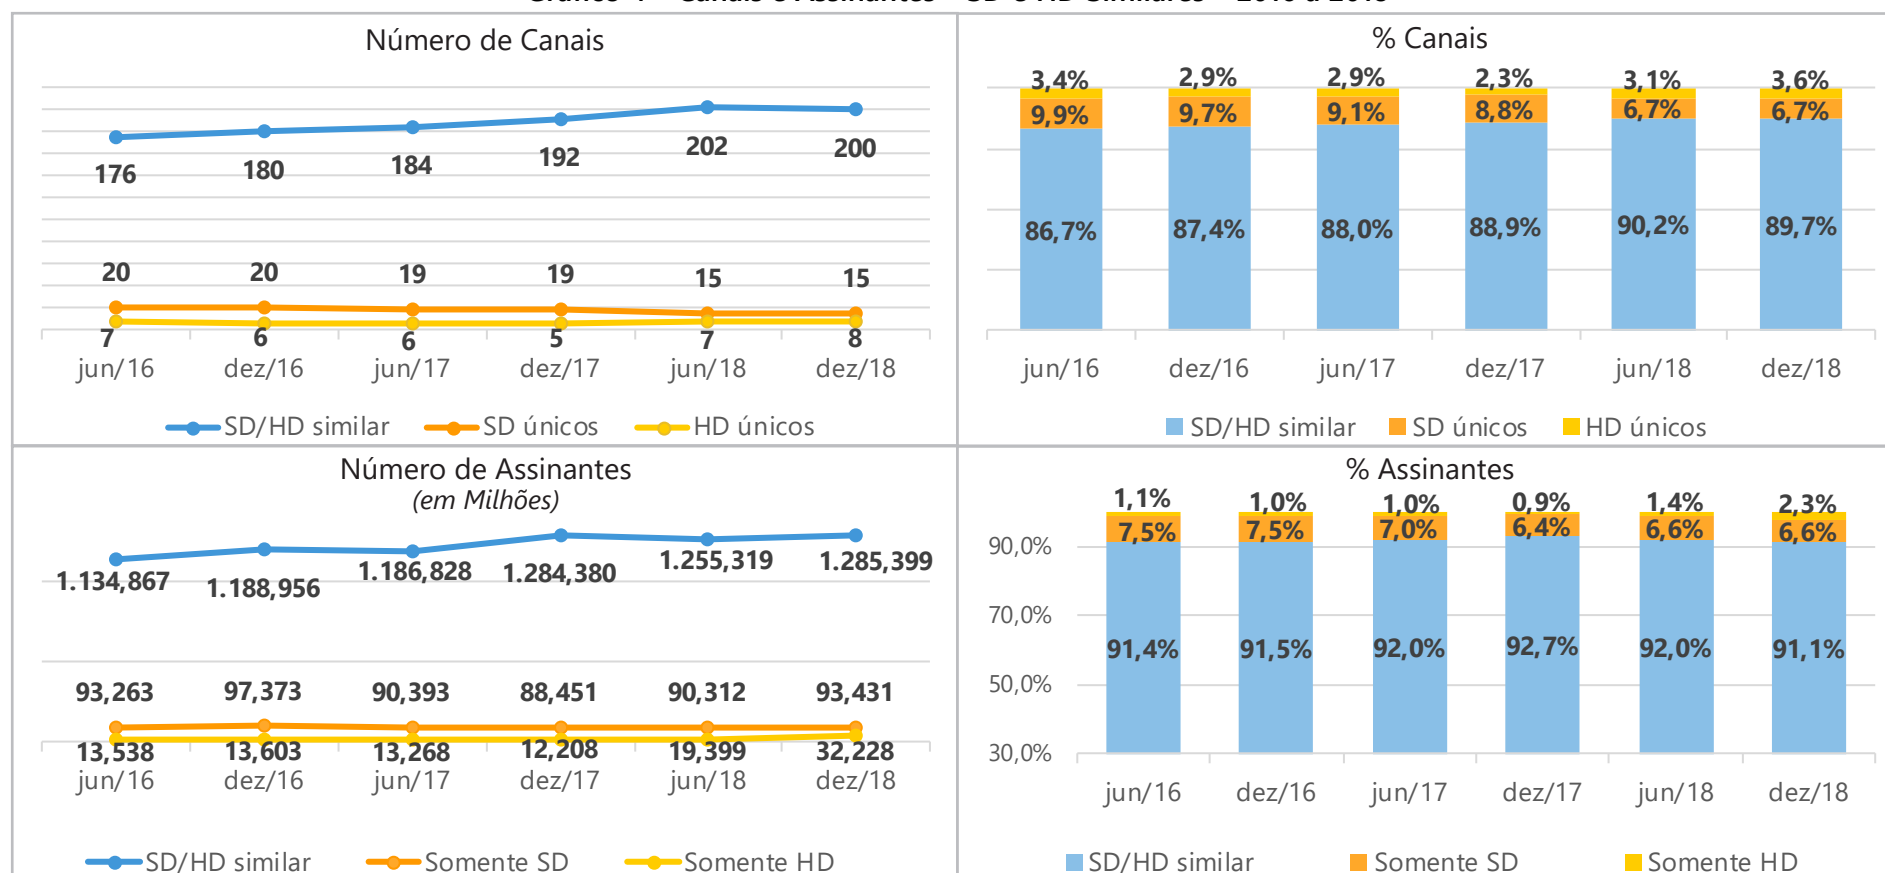 Número de Canais
176
180
184
192
202
200
20
20
19
19
15
15
7
6
6
5
7
8
jun/16
dez/16
jun/17
dez/17
jun/18
dez/18
SD/HD similar
SD únicos
HD únicos
% Canais
3,4%
2,9%
2,9%
2,3%
3,1%
3,6%
9,9%
9,7%
9,1%
8,8%
6,7%
6,7%
86,7%
87,4%
88,0%
88,9%
90,2%
89,7%
jun/16
dez/16
jun/17
dez/17
jun/18
dez/18
SD/HD similar
SD únicos
HD únicos
Número de Assinantes
(em Milhões)
1.134,867
1.188,956
1.186,828
1.284,380
1.255,319
1.285,399
93,263
97,373
90,393
88,451
90,312
93,431
13,538
13,603
13,268
12,208
19,399
32,228
jun/16
dez/16
jun/17
dez/17
jun/18
dez/18
SD/HD similar
Somente SD
Somente HD
% Assinantes
1,1%
1,0%
1,0%
0,9%
1,4%
2,3%
7,5%
7,5%
7,0%
6,4%
6,6%
6,6%
90,0%
70,0%
91,4%
91,5%
92,0%
92,7%
92,0%
91,1%
50,0%
30,0%
jun/16
dez/16
jun/17
dez/17
jun/18
dez/18
SD/HD similar
Somente SD
Somente HD